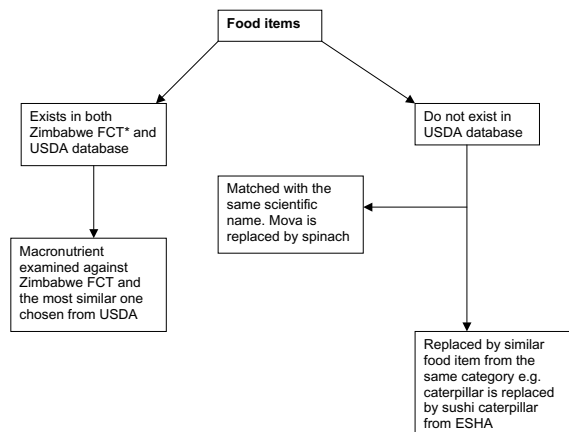 Food items
Exists in both
Zimbabwe FCT* and
USDA database
Do not exist in
USDA database
Matched with the
same scientific
name. Mova is
replaced by spinach
Macronutrient
examined against
Zimbabwe FCT and
the most similar one
chosen from USDA
Replaced by similar
food item from the
same category e.g.
caterpillar is replaced
by sushi caterpillar
from ESHA